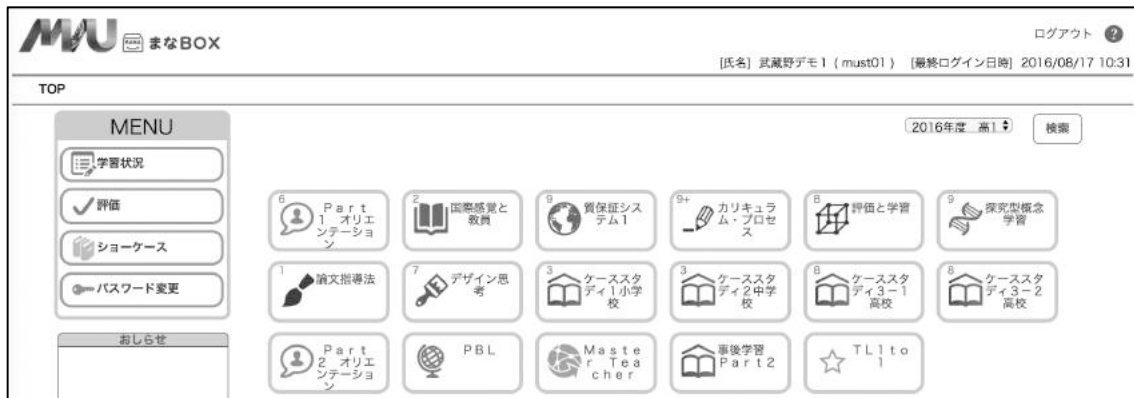 MWU まなBOX
ログアウト ?
[氏名] 武蔵野デモ1 ( must01 ) [最終ログイン日時] 2016/08/17 10:31
TOP
MENU
学習状況
評価
ショーケース
パスワード変更
おしらせ
2016年度 高1 検索
6
Part
1 オリエ
ンテーショ
ン
2
国際感覚と
教員
9
質保証シス
テム1
9+
カリキュラ
ム・プロセ
ス
8
評価と学習
9
探究型概念
学習
1
論文指導法
7
デザイン思
考
3
ケーススタ
ディ1小学
校
3
ケーススタ
ディ2中学
校
8
ケーススタ
ディ3-1
高校
8
ケーススタ
ディ3-2
高校
Part
2 オリエ
ンテーショ
ン
PBL
Maste
r Tea
cher
事後学習
Part2
TL1to
1